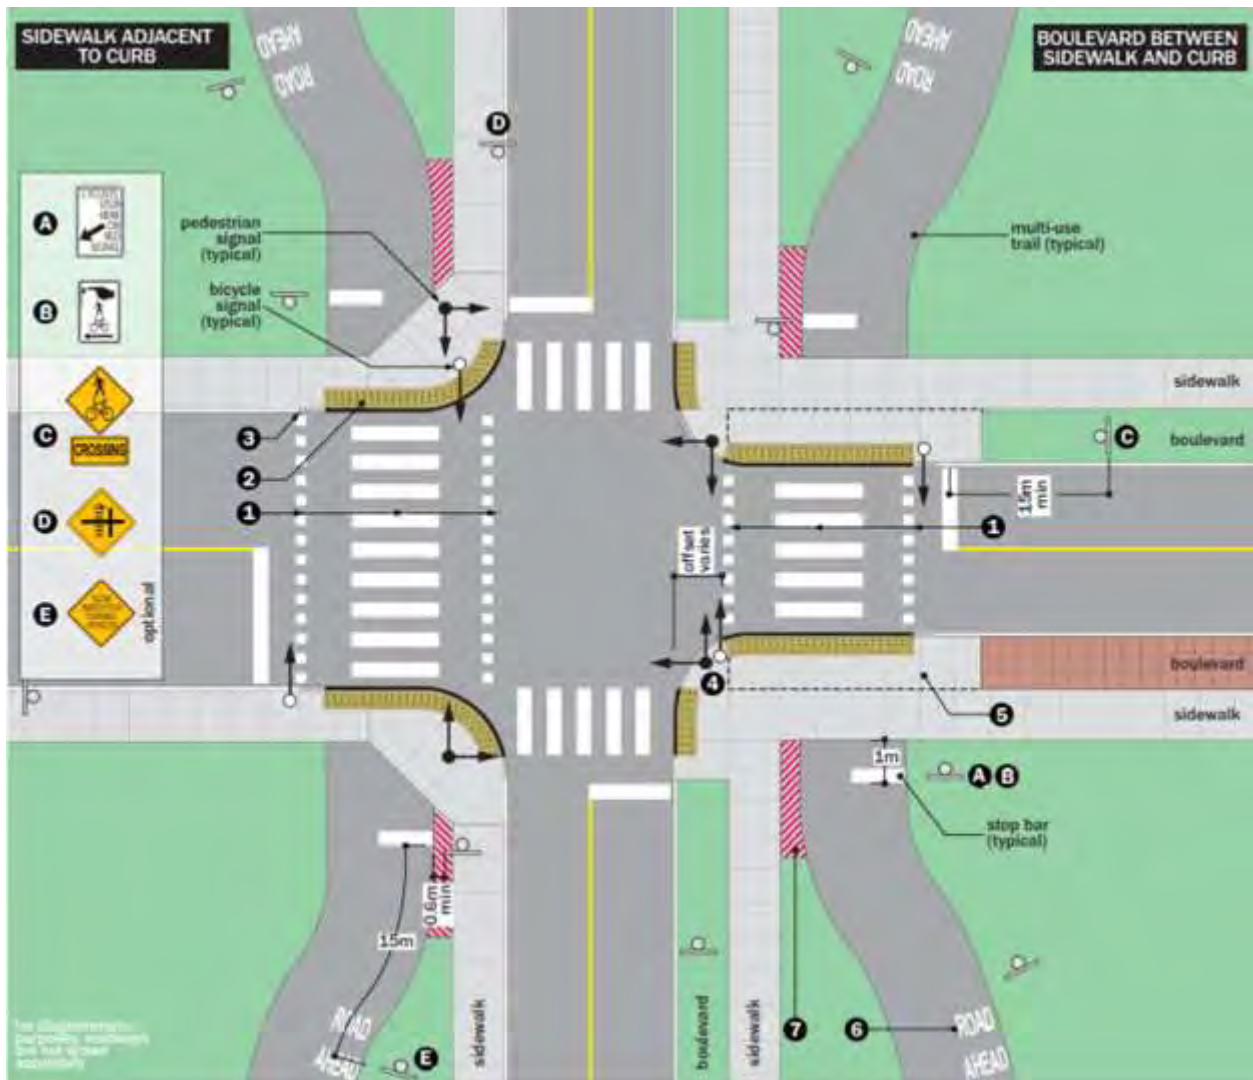 SIDEWALK ADJACENT
TO CURB
BOULEVARD BETWEEN
SIDEWALK AND CURB
AHEAD
ROAD
AHEAD
ROAD
D
A
B
C
CROSSING
D
E
optional
pedestrian
signal
(typical)
bicycle
signal
(typical)
multi-use
trail (typical)
sidewalk
boulevard
C
15m
min
3
2
1
1
offset
varies
4
5
boulevard
sidewalk
1m
A B
stop bar
(typical)
0.6m
min
15m
ROAD
AHEAD
E
sidewalk
boulevard
sidewalk
7
6
ROAD
AHEAD